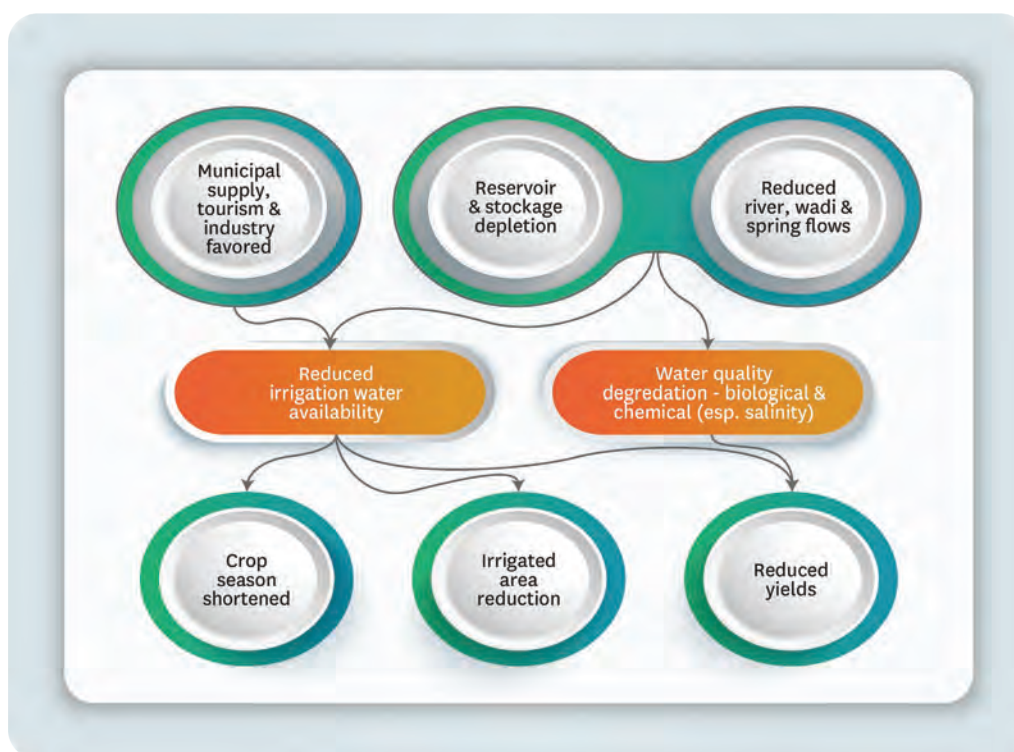 Municipal
supply,
tourism &
industry
favored
Reservoir
& stockage
depletion
Reduced
river, wadi &
spring flows
Reduced
irrigation water
availability
Water quality
degredation - biological &
chemical (esp. salinity)
Crop
season
shortened
Irrigated
area
reduction
Reduced
yields